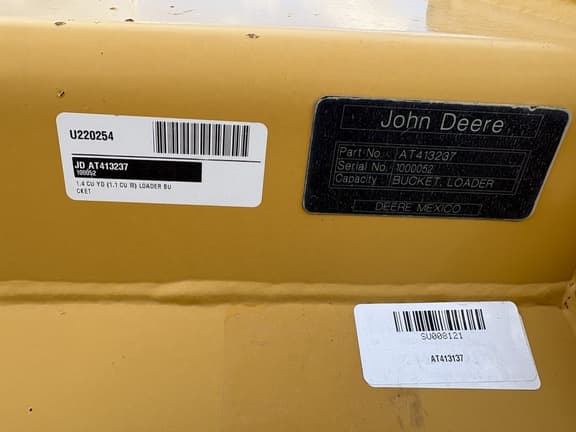 U220254
JD AT413237
1000052
1.4 CU YD (1.1 CU M) LOADER BU
CKET
John Deere
Part No. AT413237
Serial No. 1000052
Capacity BUCKET, LOADER
DEERE MEXICO
SU008121
AT413137